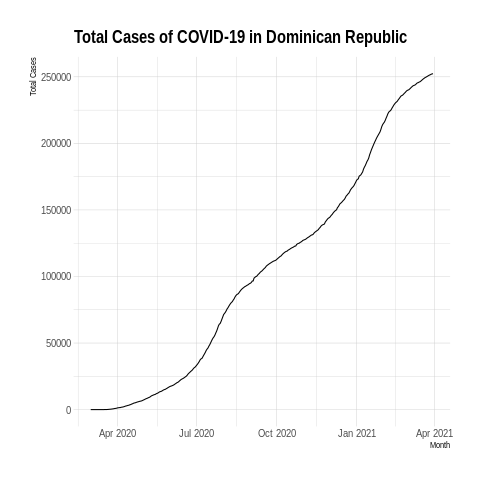 Total Cases of COVID-19 in Dominican Republic
Total Cases
250000
200000
150000
100000
50000
0
Apr 2020 Jul 2020 Oct 2020 Jan 2021 Apr 2021
Month